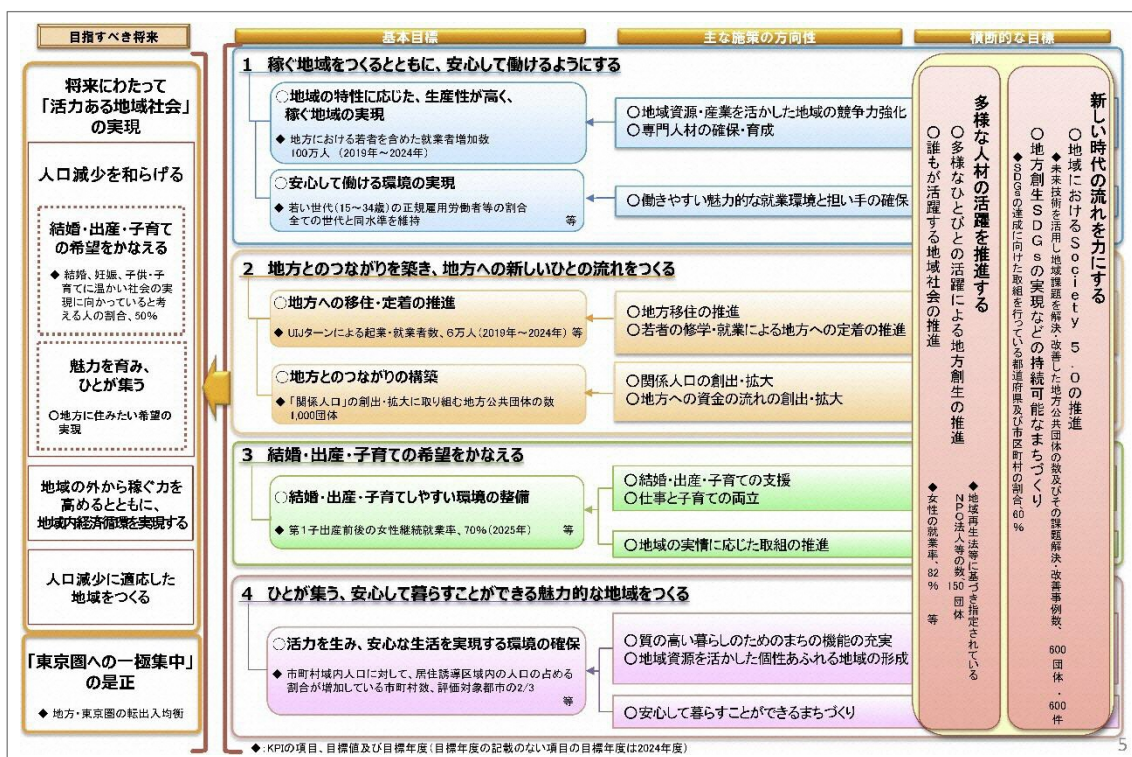 目指すべき将来
基本目標
主な施策の方向性
横断的な目標
将来にわたって
「活力ある地域社会」
の実現
人口減少を和らげる
結婚・出産・子育て
の希望をかなえる
◆ 結婚、妊娠、子供・子
育てに温かい社会の実
現に向かっていると考え
る人の割合、50%
魅力を育み、
ひとが集う
○地方に住みたい希望の
実現
地域の外から稼ぐ力を
高めるとともに、
地域内経済循環を実現する
人口減少に適応した
地域をつくる
「東京圏への一極集中」
の是正
◆ 地方・東京圏の転出入均衡
1 稼ぐ地域をつくるとともに、安心して働けるようにする
○地域の特性に応じた、生産性が高く、
稼ぐ地域の実現
◆ 地方における若者を含めた就業者増加数
100万人 (2019年～2024年)
○地域資源・産業を活かした地域の競争力強化
○専門人材の確保・育成
○安心して働ける環境の実現
◆ 若い世代(15～34歳)の正規雇用労働者等の割合
全ての世代と同水準を維持 等
○働きやすい魅力的な就業環境と担い手の確保
2 地方とのつながりを築き、地方への新しいひとの流れをつくる
○地方への移住・定着の推進
◆ UIJターンによる起業・就業者数、6万人(2019年～2024年) 等
○地方移住の推進
○若者の修学・就業による地方への定着の推進
○地方とのつながりの構築
◆ 「関係人口」の創出・拡大に取り組む地方公共団体の数
1,000団体
○関係人口の創出・拡大
○地方への資金の流れの創出・拡大
3 結婚・出産・子育ての希望をかなえる
○結婚・出産・子育てしやすい環境の整備
◆ 第1子出産前後の女性継続就業率、70%(2025年) 等
○結婚・出産・子育ての支援
○仕事と子育ての両立
○地域の実情に応じた取組の推進
4 ひとが集う、安心して暮らすことができる魅力的な地域をつくる
○活力を生み、安心な生活を実現する環境の確保
◆ 市町村域内人口に対して、居住誘導区域内の人口の占める
割合が増加している市町村数、評価対象都市の2/3
等
○質の高い暮らしのためのまちの機能の充実
○地域資源を活かした個性あふれる地域の形成
○安心して暮らすことができるまちづくり
新しい時代の流れを力にする
○地域におけるSociety 5.0の推進
◆未来技術を活用し地域課題を解決・改善した地方公共団体の数及びその課題解決・改善事例数、600団体・600件
○地方創生SDGsの実現などの持続可能なまちづくり
◆SDGsの達成に向けた取組を行っている都道府県及び市区町村の割合、60%
多様な人材の活躍を推進する
○多様なひとびとの活躍による地方創生の推進
◆地域再生法等に基づき指定されている
NPO法人等の数、150団体
○誰もが活躍する地域社会の推進
◆女性の就業率、82% 等
◆:KPIの項目、目標値及び目標年度(目標年度の記載のない項目の目標年度は2024年度)
5